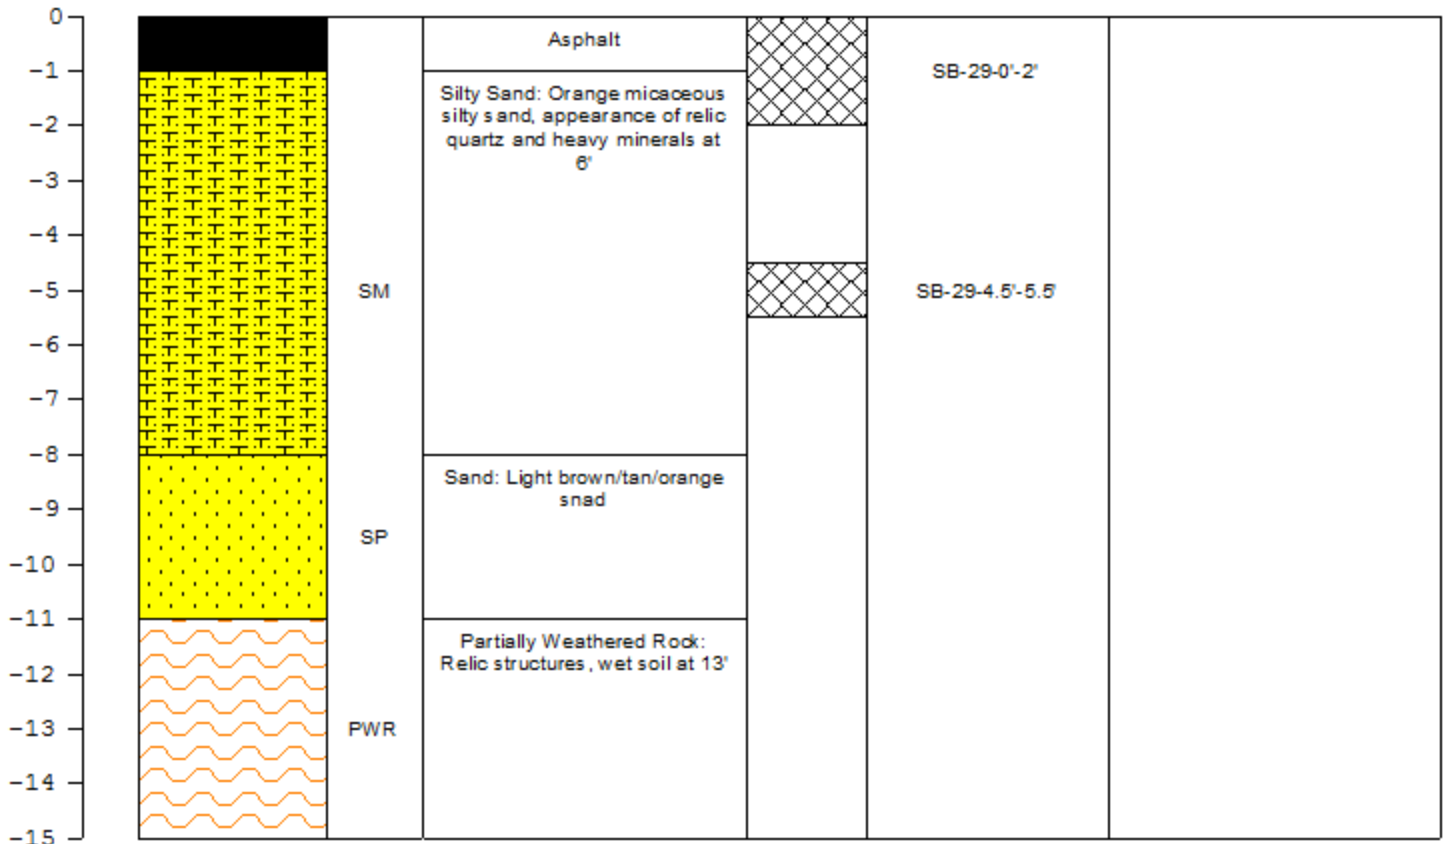 0
-1
-2
-3
-4
-5
-6
-7
-8
-9
-10
-11
-12
-13
-14
-15
SM
SP
PWR
Asphalt
Silty Sand: Orange micaceous
silty sand, appearance of relic
quartz and heavy minerals at
6'
Sand: Light brown/tan/orange
snad
Partially Weathered Rock:
Relic structures, wet soil at 13'
SB-29-0'-2'
SB-29-4.5'-5.5'